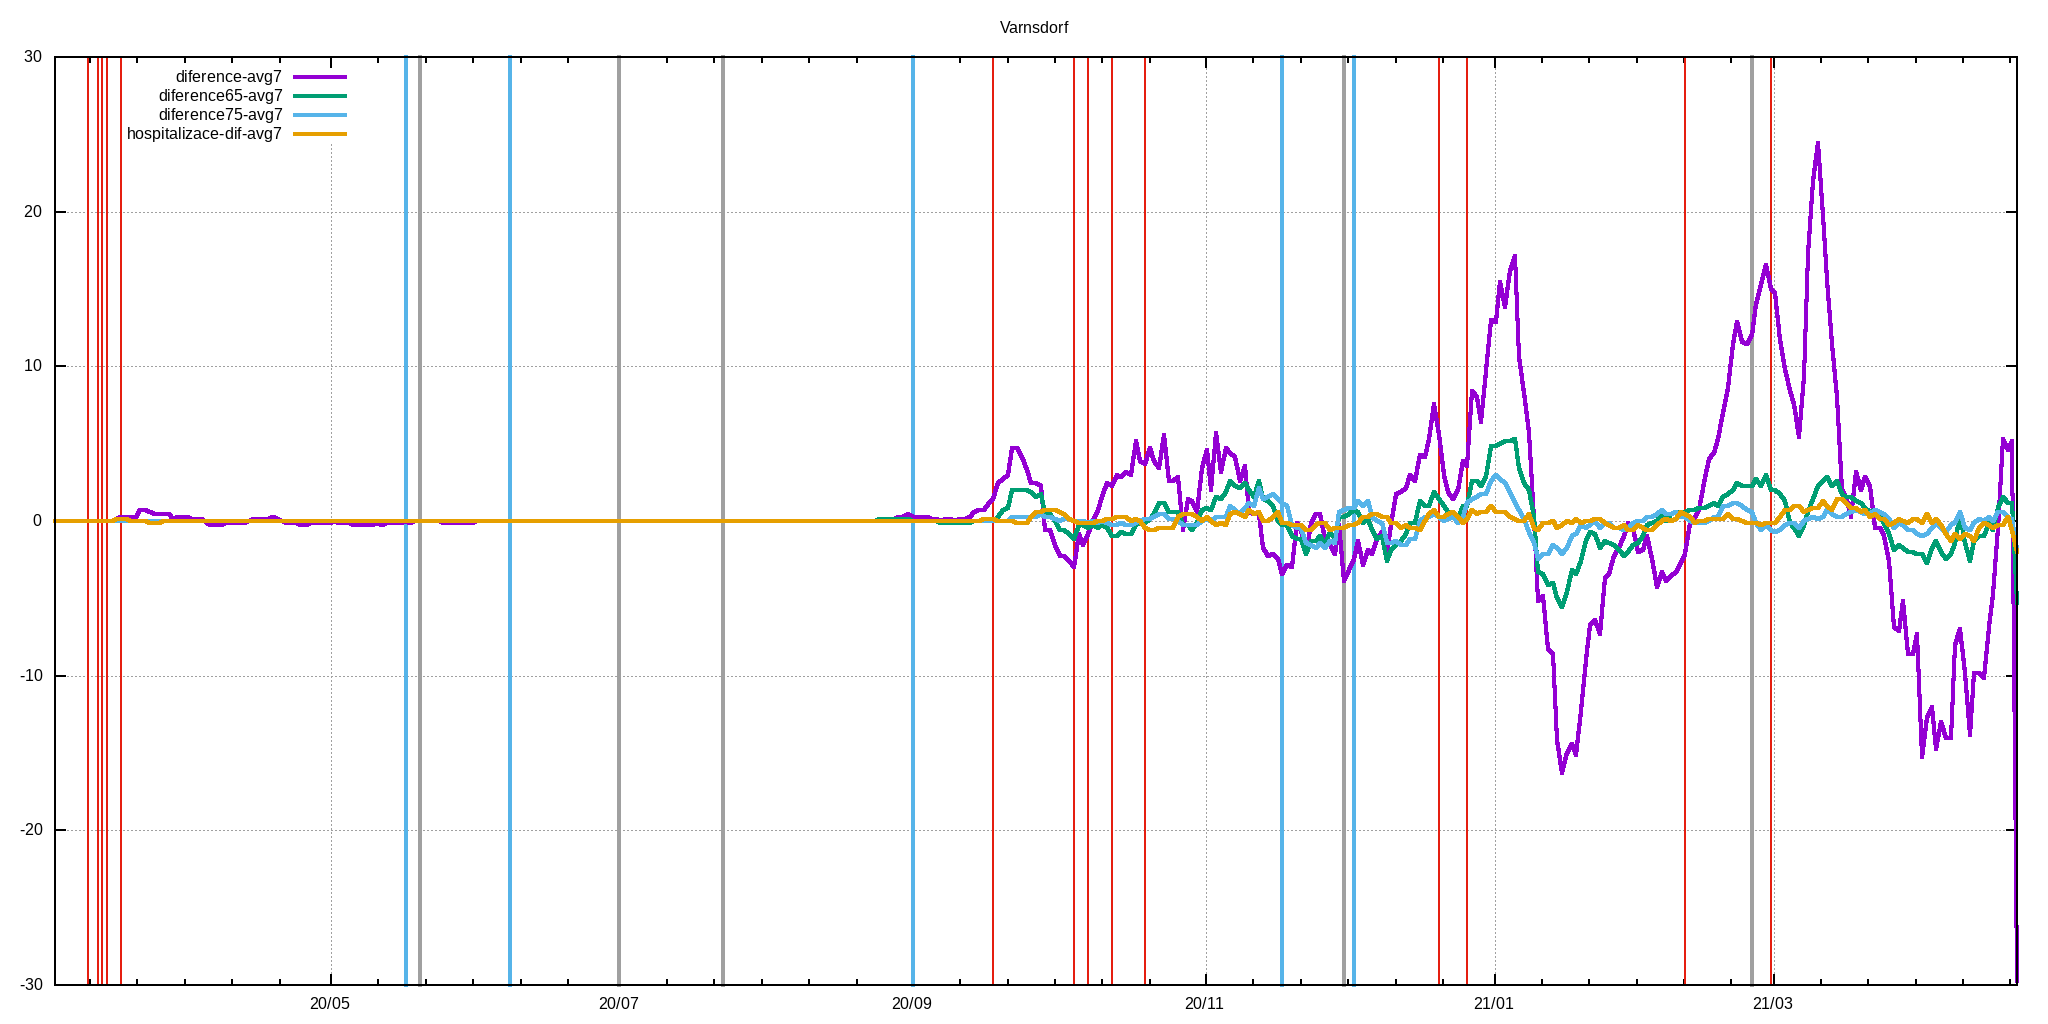 Varnsdorf
30
diference-avg7
diference65-avg7
diference75-avg7
hospitalizace-dif-avg7
20
10
0
-10
-20
-30
20/05 20/07 20/09 20/11 21/01 21/03